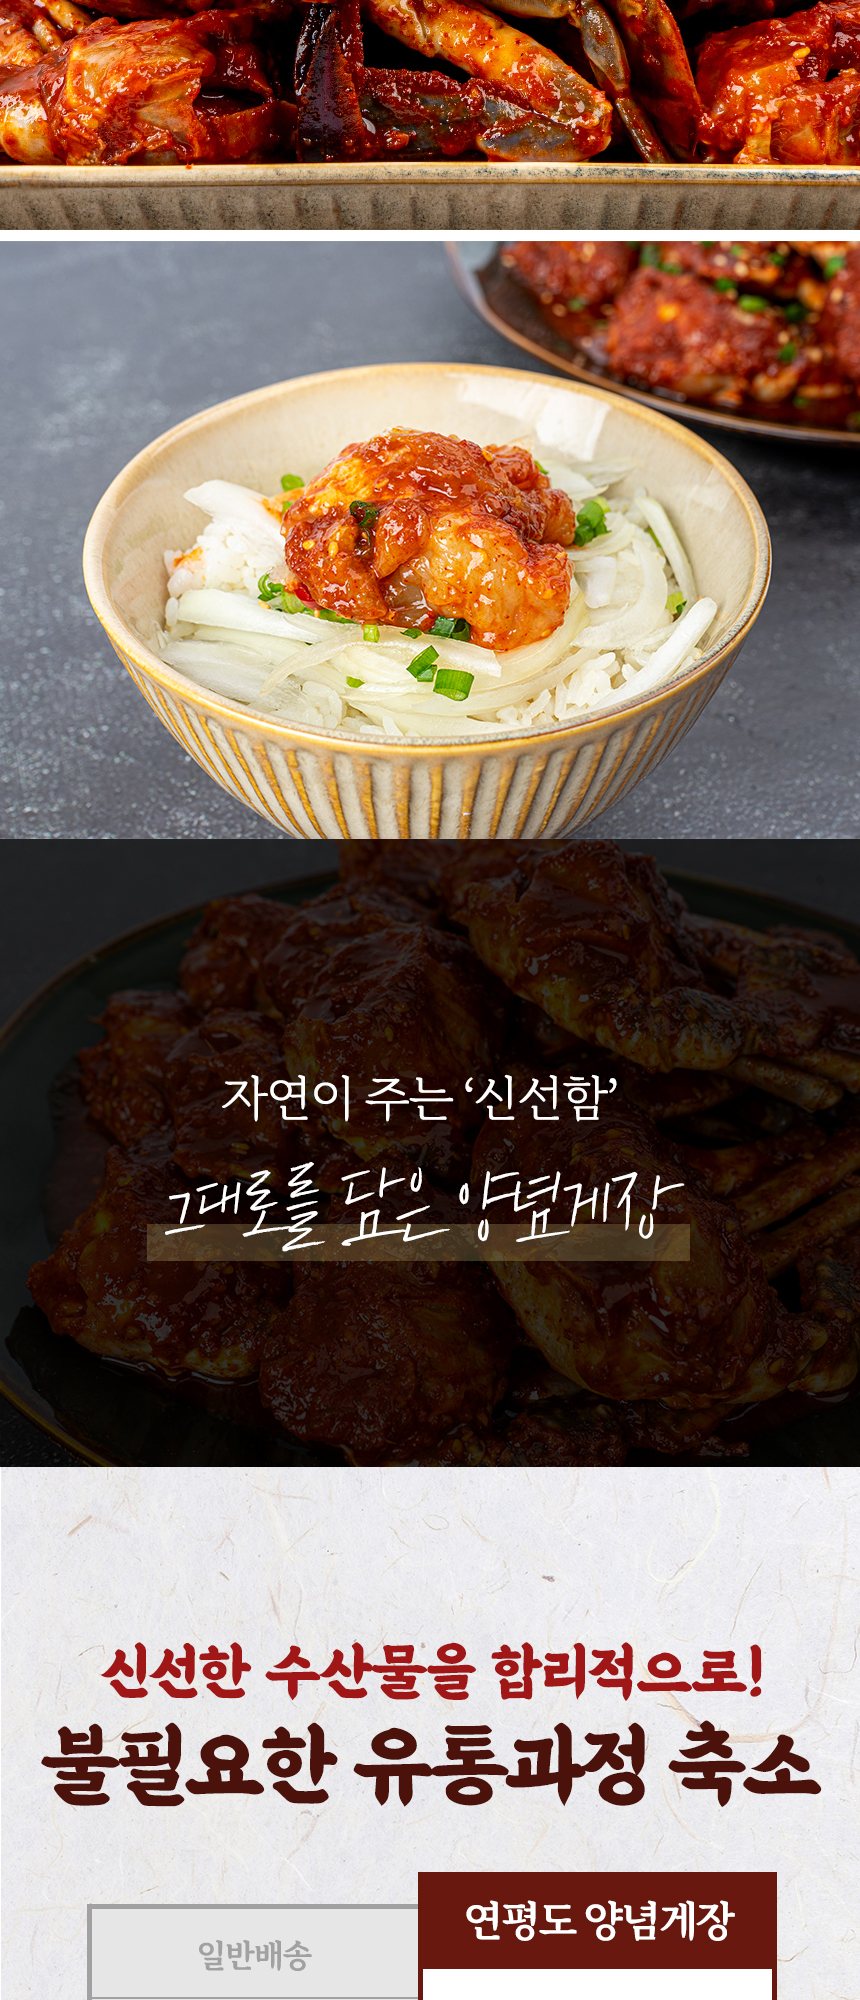 자연이 주는 ‘신선함’
그대로를 담은 양념게장
신선한 수산물을 합리적으로!
불필요한 유통과정 축소
연평도 양념게장
일반배송